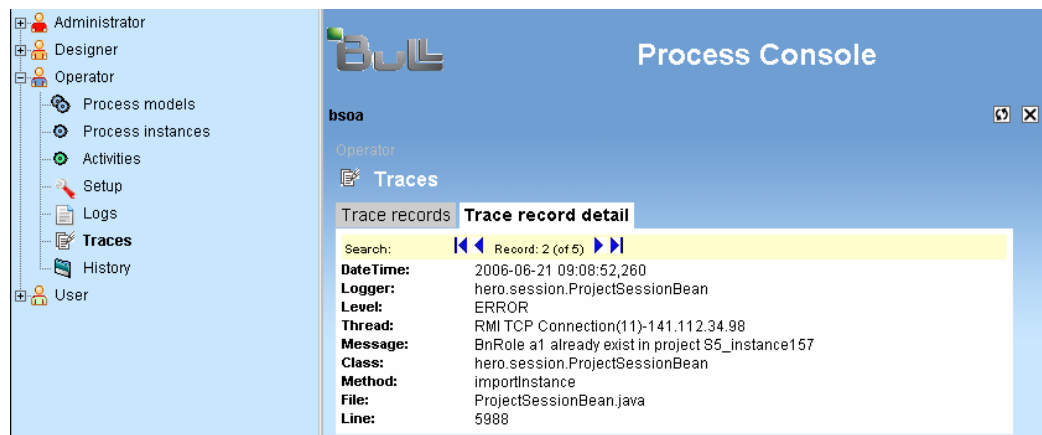 Administrator
Designer
Operator
Process models
Process instances
Activities
Setup
Logs
Traces
History
User
Bull
Process Console
bsoa
Operator
Traces
Trace records Trace record detail
Search: Record: 2 (of 5)
DateTime: 2006-06-21 09:08:52,260
Logger: hero.session.ProjectSessionBean
Level: ERROR
Thread: RMI TCP Connection(11)-141.112.34.98
Message: BnRole a1 already exist in project S5_instance157
Class: hero.session.ProjectSessionBean
Method: importInstance
File: ProjectSessionBean.java
Line: 5988